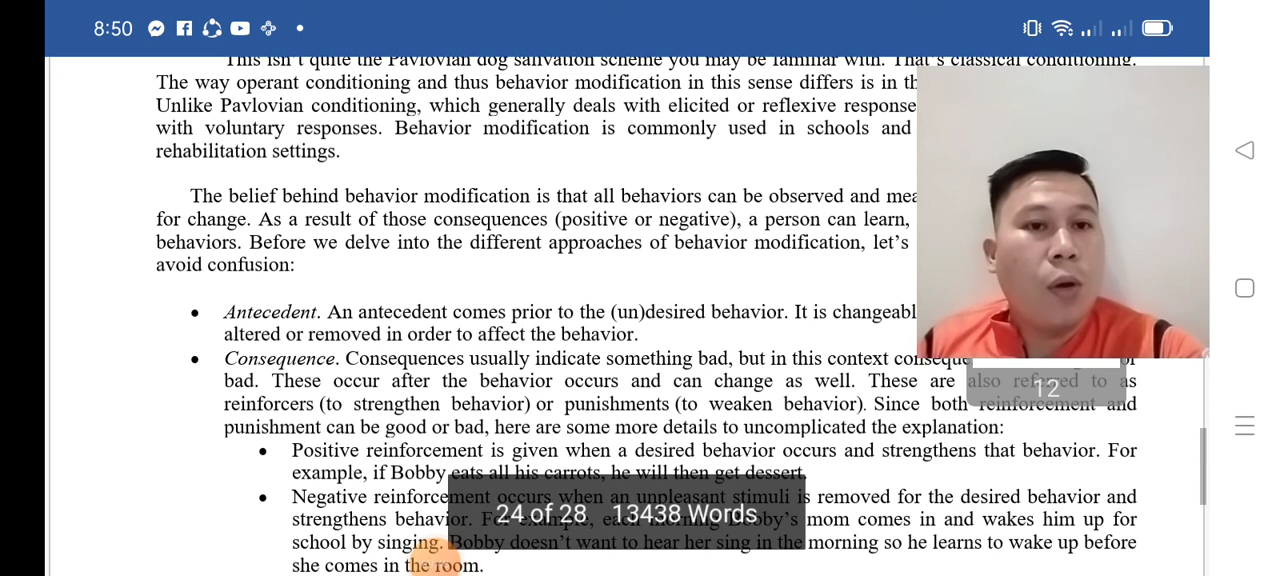 8:50
This isn't quite the Pavlovian dog salivation scheme you may be familiar with. That's classical conditioning.
The way operant conditioning and thus behavior modification in this sense differs is in th
Unlike Pavlovian conditioning, which generally deals with elicited or reflexive response
with voluntary responses. Behavior modification is commonly used in schools and
rehabilitation settings.
The belief behind behavior modification is that all behaviors can be observed and mea
for change. As a result of those consequences (positive or negative), a person can learn,
behaviors. Before we delve into the different approaches of behavior modification, let's
avoid confusion:
• Antecedent. An antecedent comes prior to the (un)desired behavior. It is changeabl
altered or removed in order to affect the behavior.
• Consequence. Consequences usually indicate something bad, but in this context conseque
bad. These occur after the behavior occurs and can change as well. These are also referred to as
12
reinforcers (to strengthen behavior) or punishments (to weaken behavior). Since both reinforcement and
punishment can be good or bad, here are some more details to uncomplicated the explanation:
• Positive reinforcement is given when a desired behavior occurs and strengthens that behavior. For
example, if Bobby eats all his carrots, he will then get dessert.
• Negative reinforcement occurs when an unpleasant stimuli is removed for the desired behavior and
strengthens behavior. For example, each morning Bobby's mom comes in and wakes him up for
24 of 28 13438 Words
school by singing. Bobby doesn't want to hear her sing in the morning so he learns to wake up before
she comes in the room.